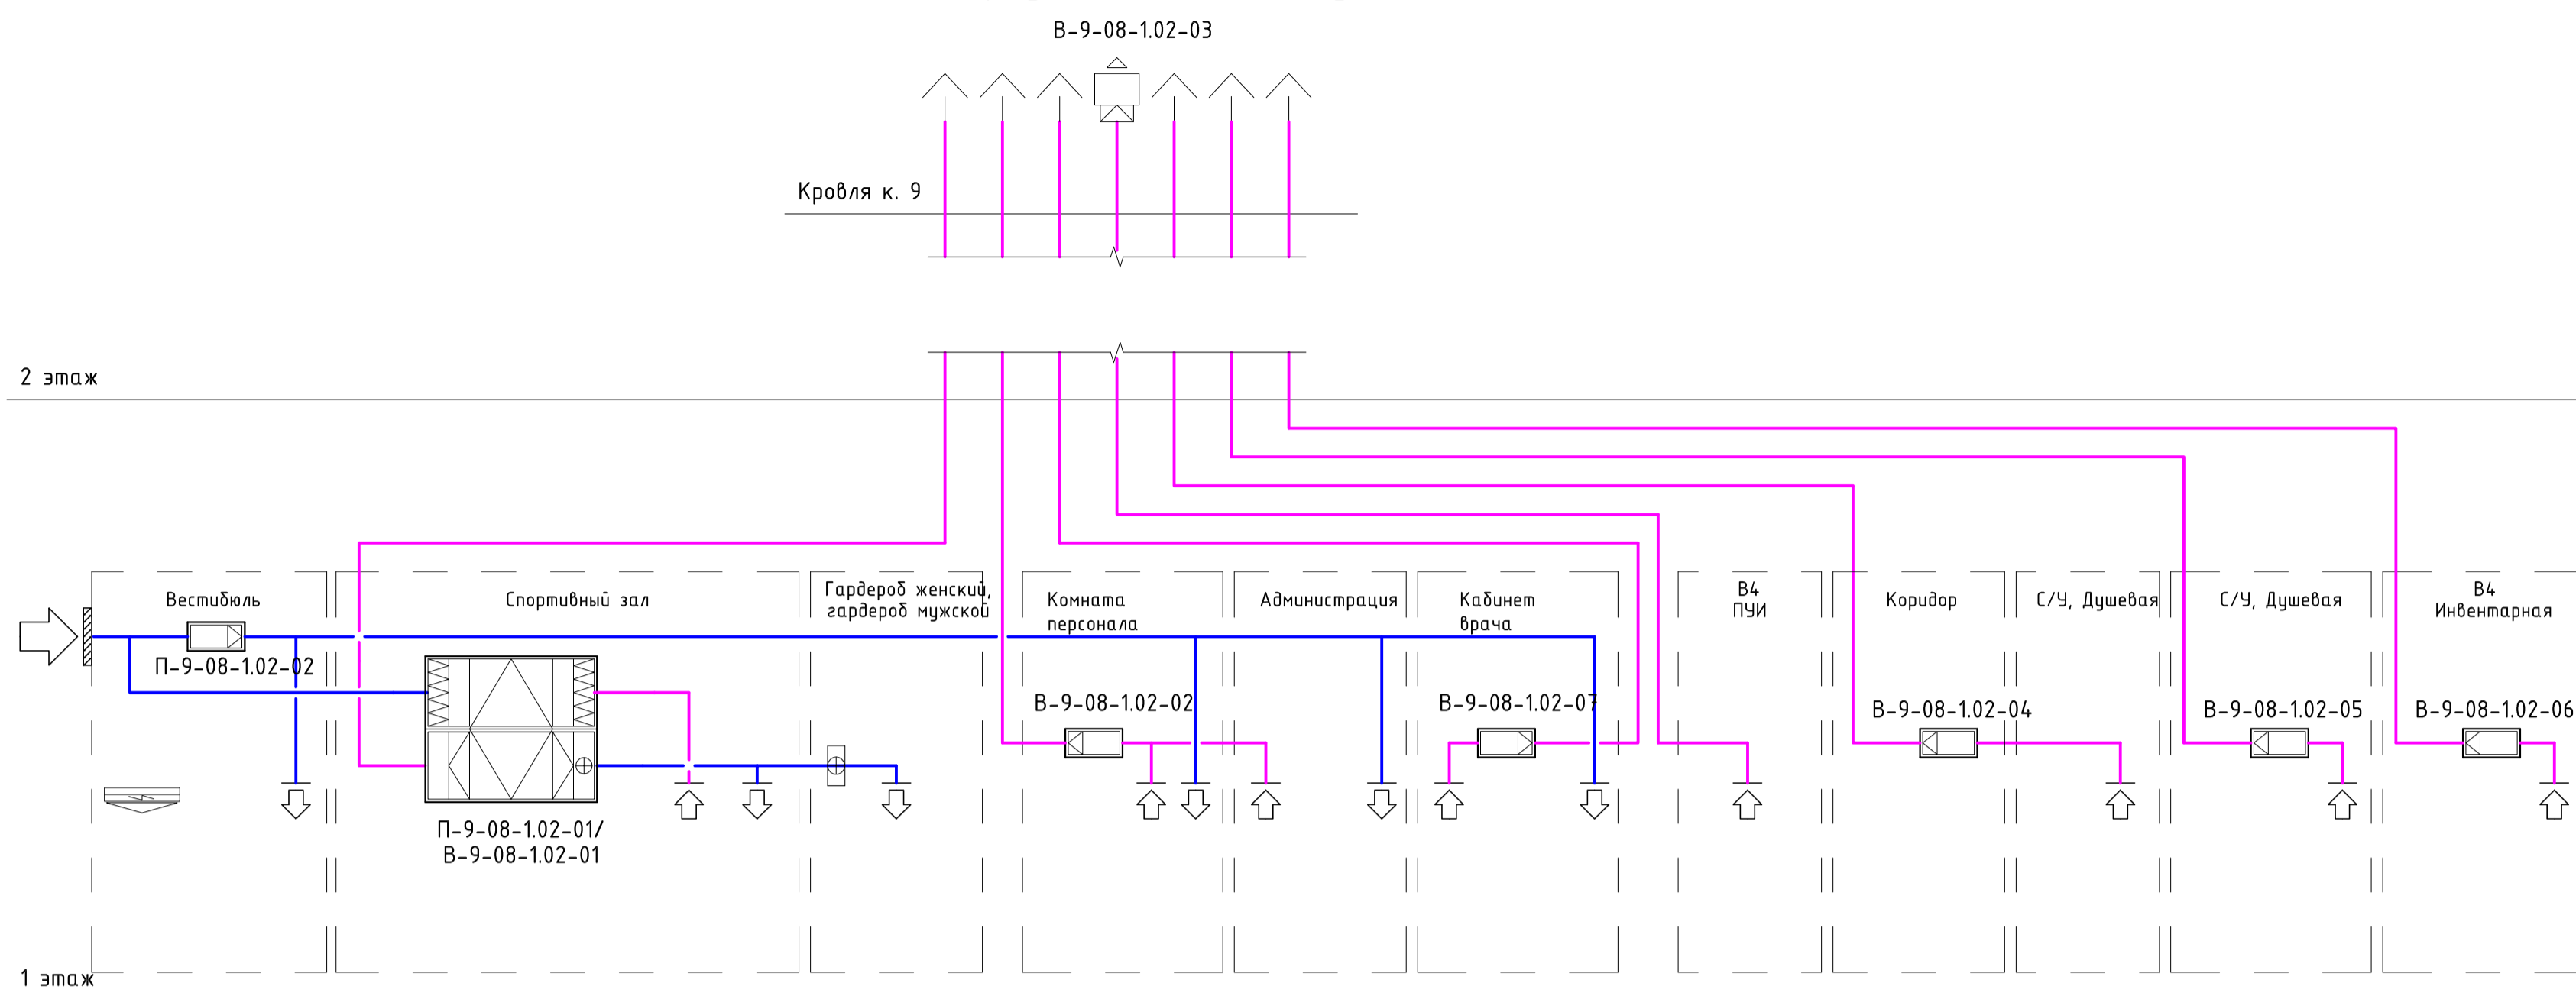 В-9-08-1.02-03
Кровля к. 9
2 этаж
Вестибюль
Спортивный зал
Гардероб женский,
гардероб мужской
Комната
персонала
Администрация
Кабинет
врача
В4
ПУИ
Коридор
С/У, Душевая
С/У, Душевая
В4
Инвентарная
П-9-08-1.02-02
В-9-08-1.02-02
В-9-08-1.02-07
В-9-08-1.02-04
В-9-08-1.02-05
В-9-08-1.02-06
П-9-08-1.02-01/
В-9-08-1.02-01
1 этаж